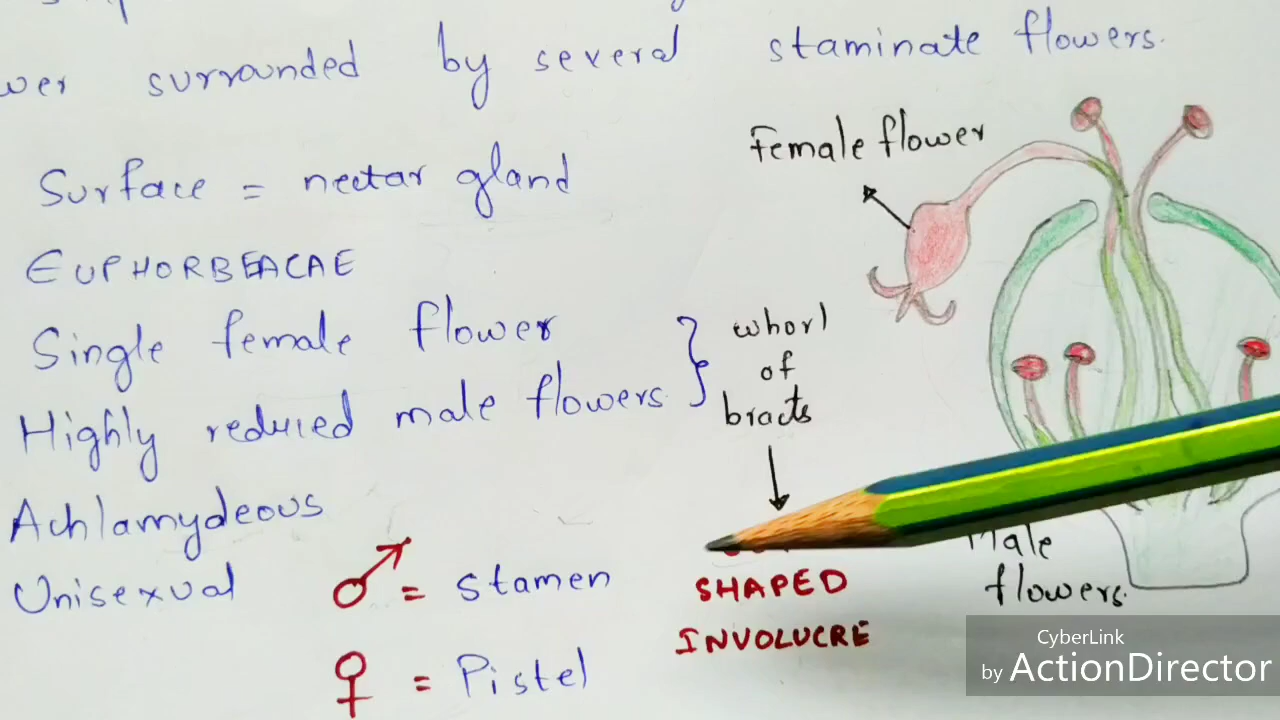 wer surrounded by several staminate flowers.
Female flower
Surface = nectar gland
EUPHORBEACAE
Single female flower
Highly reduced male flowers
whorl
of
bracts
Achlamydeous
Unisexual
♂ = stamen
SHAPED
INVOLUCRE
Male
flowers.
♀ = Pistel
CyberLink
by ActionDirector